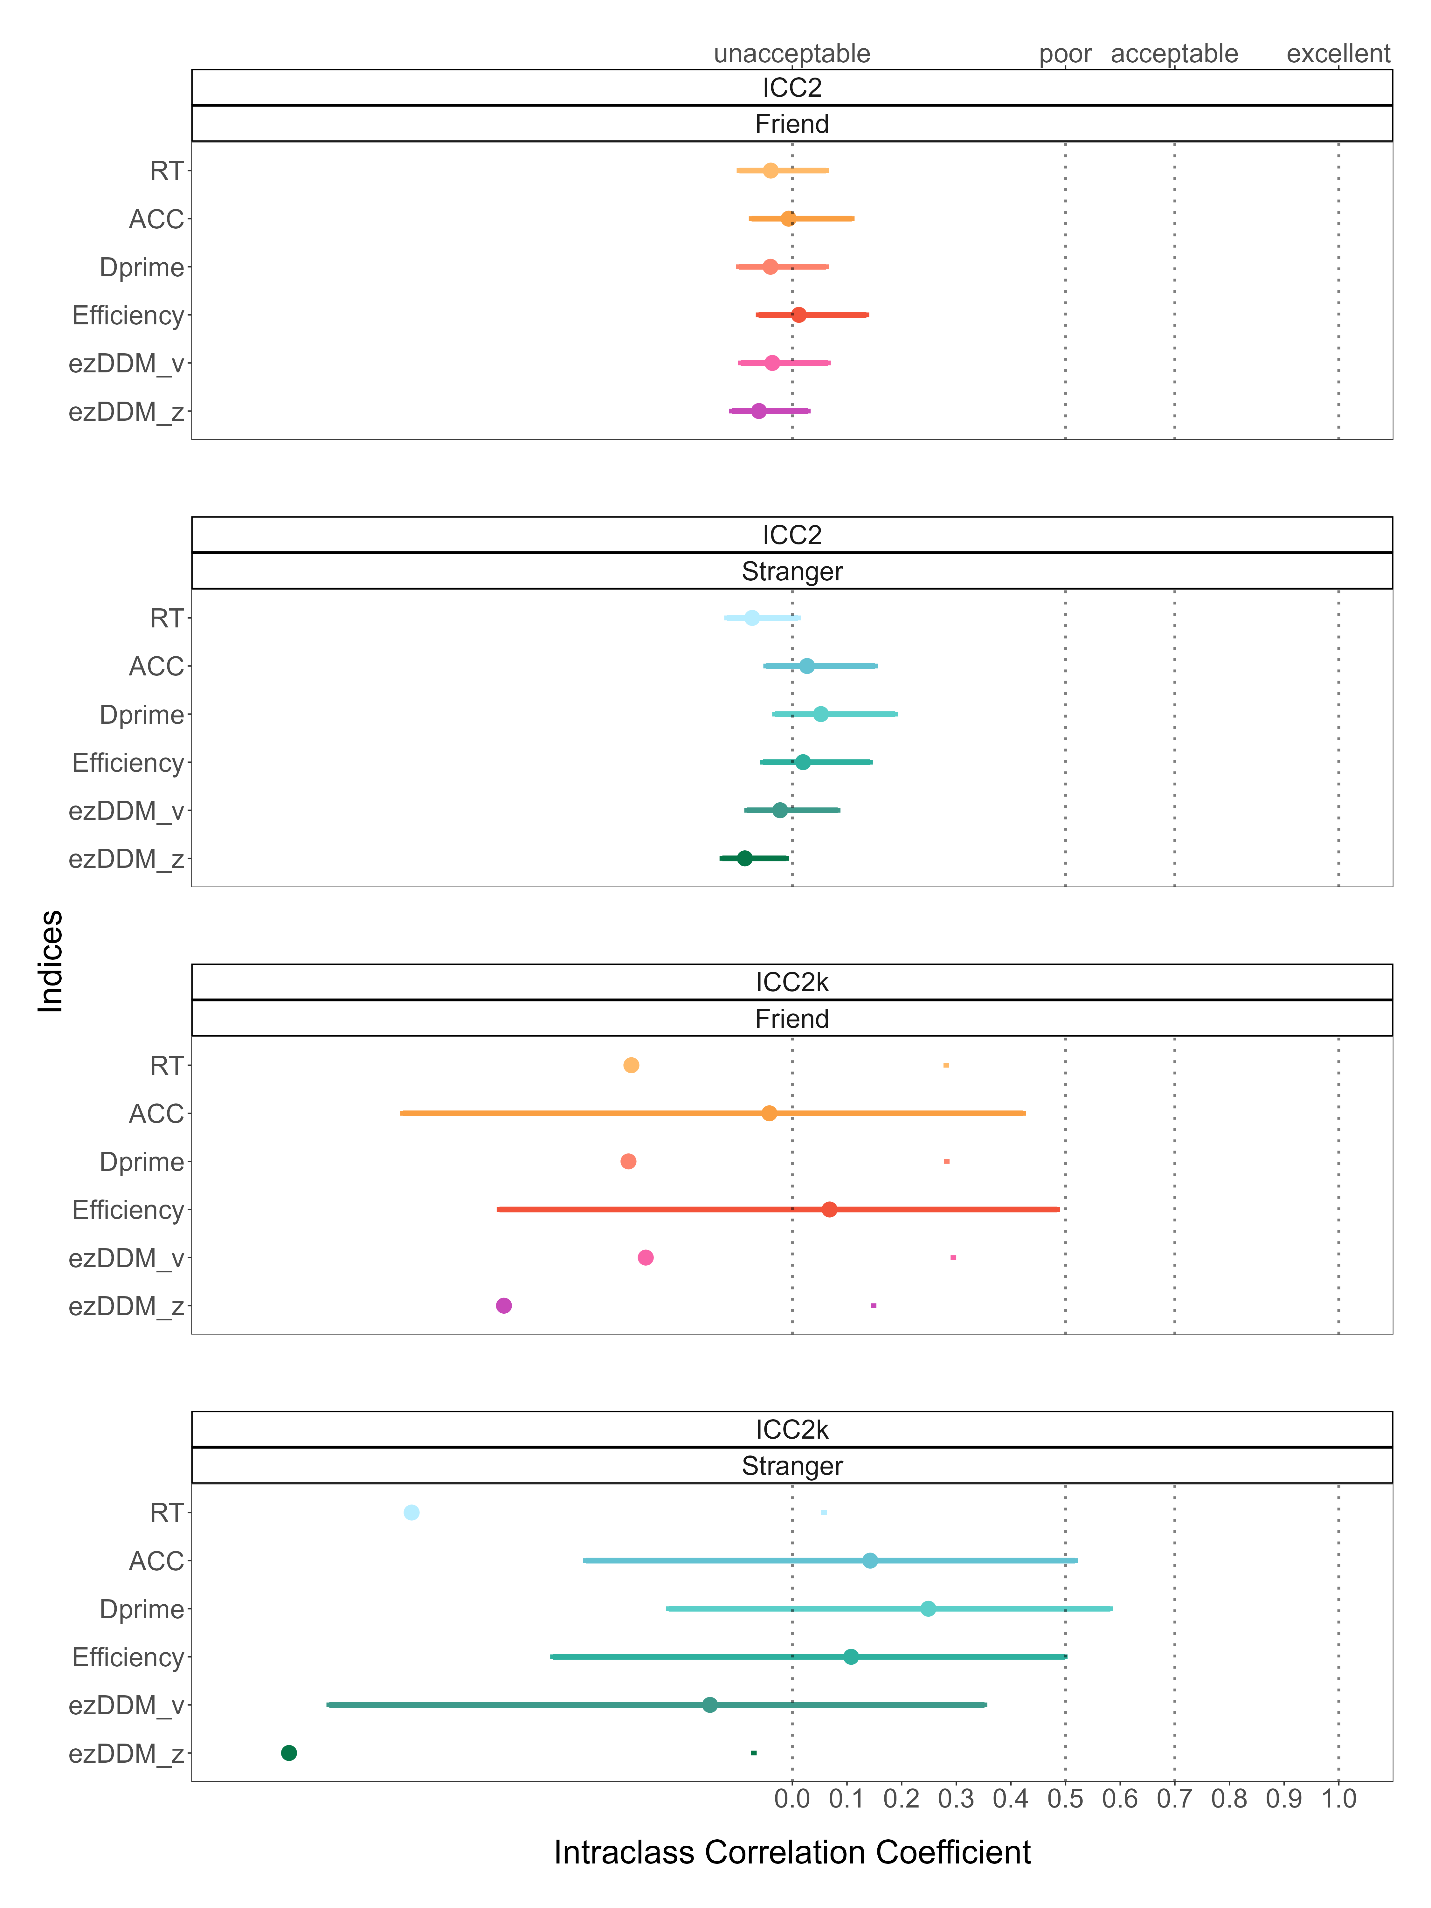 unacceptable poor acceptable excellent
ICC2
Friend
RT
ACC
Dprime
Efficiency
ezDDM_v
ezDDM_z
ICC2
Stranger
RT
ACC
Dprime
Efficiency
ezDDM_v
ezDDM_z
Indices
ICC2k
Friend
RT
ACC
Dprime
Efficiency
ezDDM_v
ezDDM_z
ICC2k
Stranger
RT
ACC
Dprime
Efficiency
ezDDM_v
ezDDM_z
0.0 0.1 0.2 0.3 0.4 0.5 0.6 0.7 0.8 0.9 1.0
Intraclass Correlation Coefficient